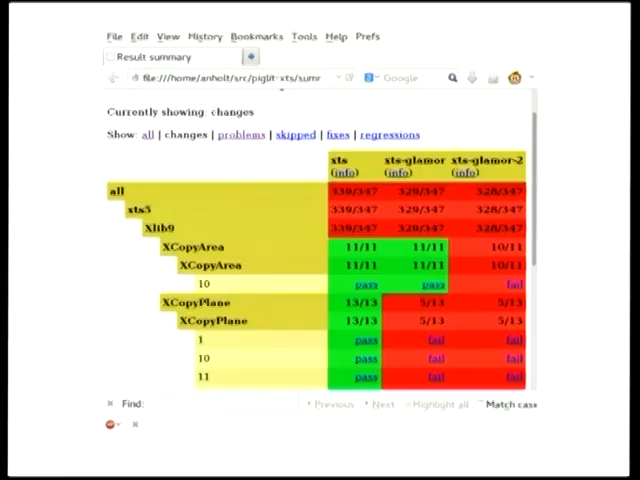 File Edit View History Bookmarks Tools Help Prefs
Result summary
file:///home/anholt/src/piglit-xts/sumr Google
Currently showing: changes
Show: all | changes | problems | skipped | fixes | regressions
xts xts-glamor xts-glamor-2
(info) (info) (info)
all 339/347 329/347 328/347
xts5 339/347 329/347 328/347
Xlib9 339/347 329/347 328/347
XCopyArea 11/11 11/11 10/11
XCopyArea 11/11 11/11 10/11
10 pass pass fail
XCopyPlane 13/13 5/13 5/13
XCopyPlane 13/13 5/13 5/13
1 pass fail fail
10 pass fail fail
11 pass fail fail
Find: Previous Next Highlight all Match case